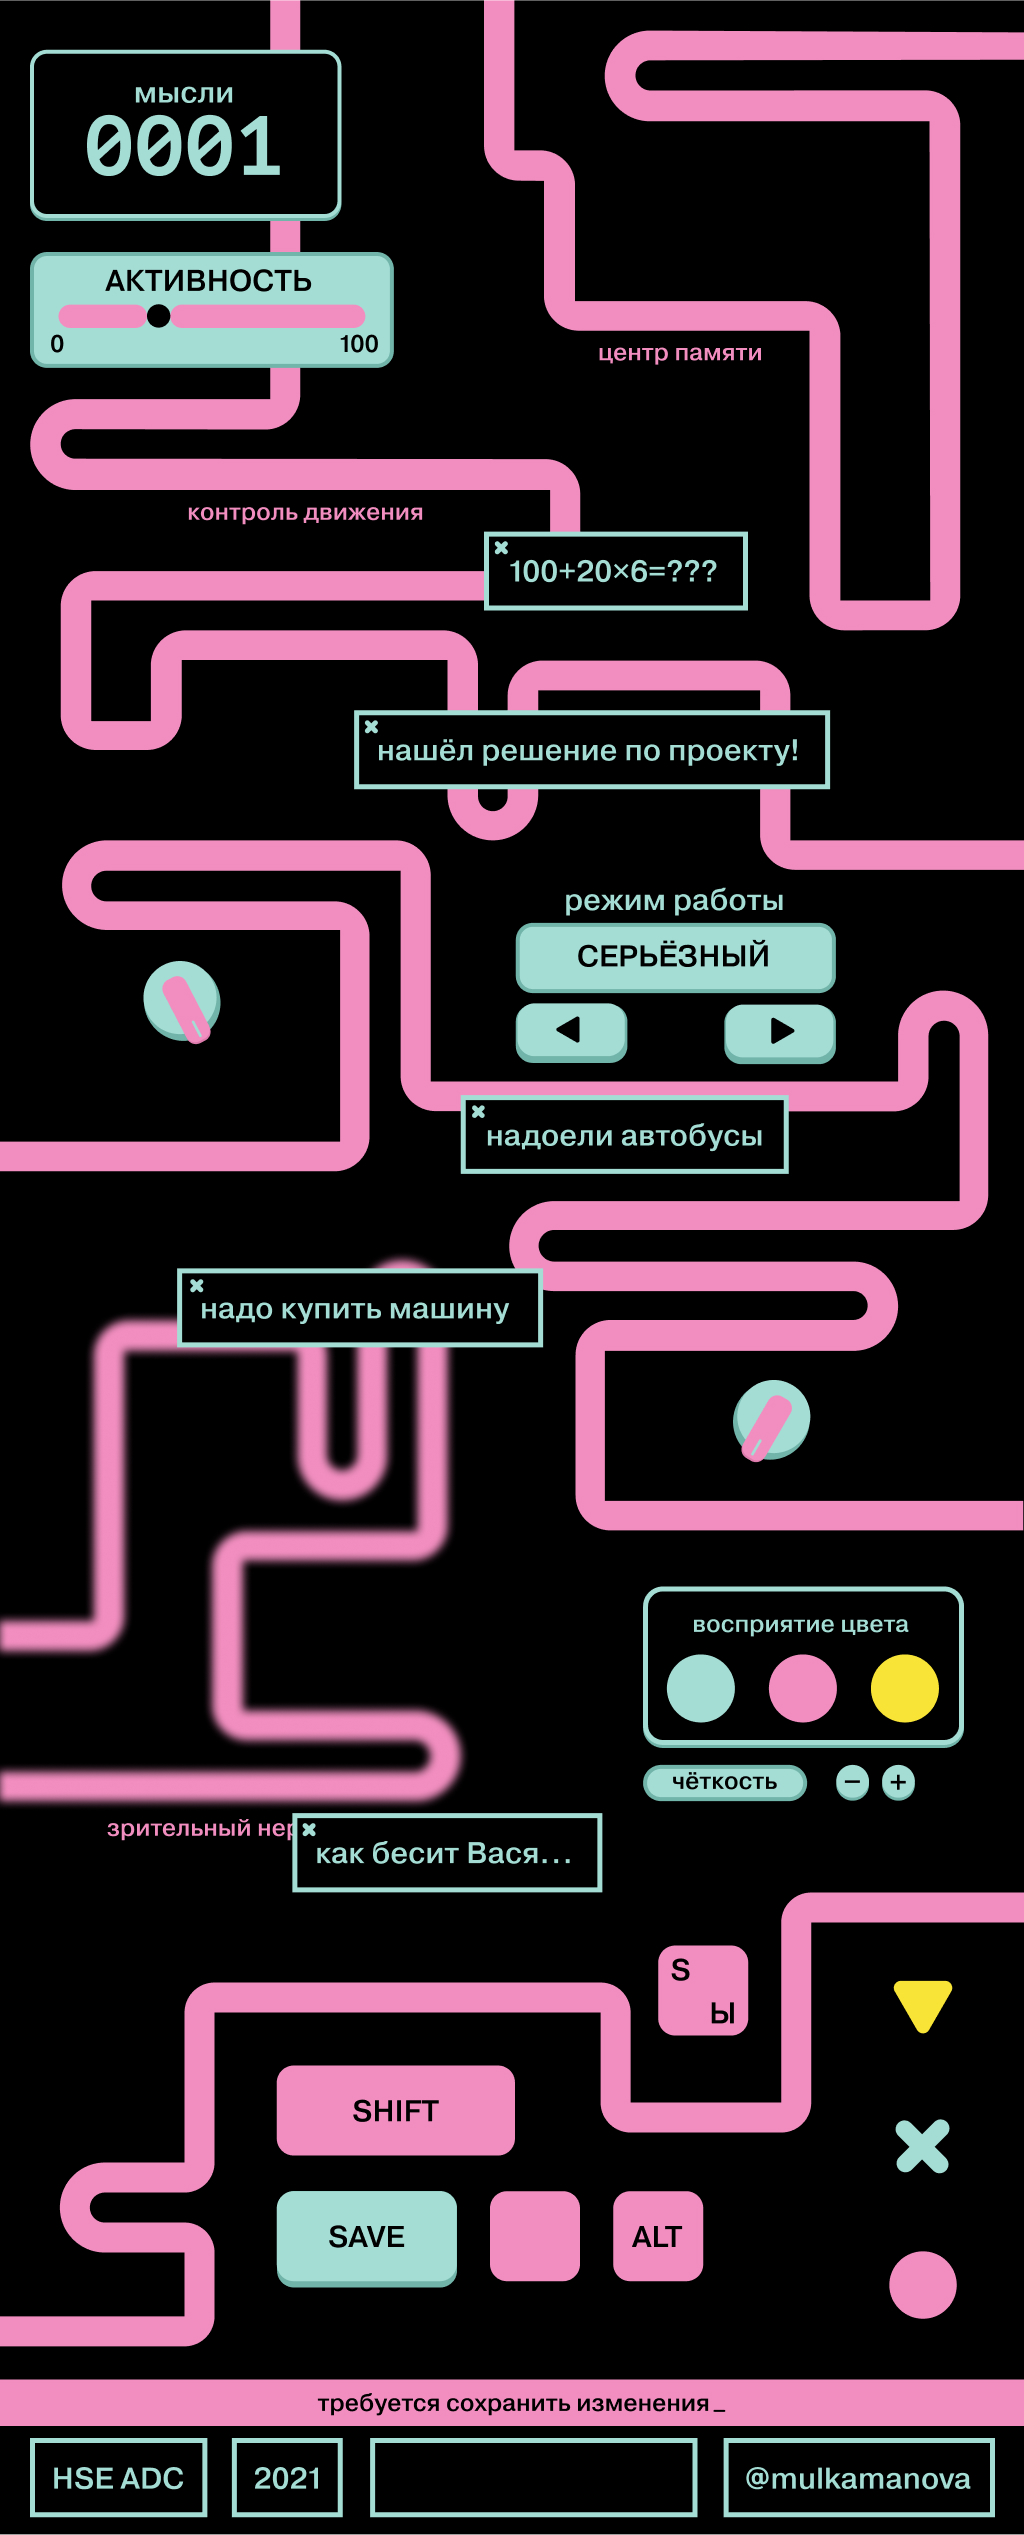 мысли
0001
АКТИВНОСТЬ
0
100
центр памяти
контроль движения
100+20×6=???
нашёл решение по проекту!
режим работы
СЕРЬЁЗНЫЙ
надоели автобусы
надо купить машину
восприятие цвета
чёткость
− +
зрительный нер
как бесит Вася...
S
Ы
SHIFT
SAVE
ALT
требуется сохранить изменения_
HSE ADC
2021
@mulkamanova